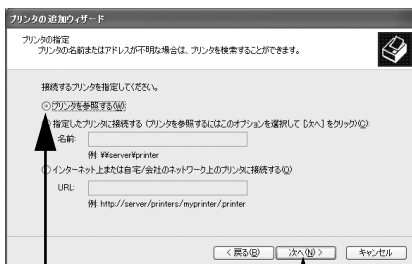 プリンタの追加ウィザード
プリンタの指定
プリンタの名前またはアドレスが不明な場合は、プリンタを検索することができます。
接続するプリンタを指定してください。
プリンタを参照する(W)
指定したプリンタに接続する (プリンタを参照するにはこのオプションを選択して [次へ] をクリック)(C):
名前:
例: ¥¥server¥printer
インターネット上または自宅/会社のネットワーク上のプリンタに接続する(O)
URL:
例: http://server/printers/myprinter/.printer
< 戻る(B)
次へ(N) >
キャンセル